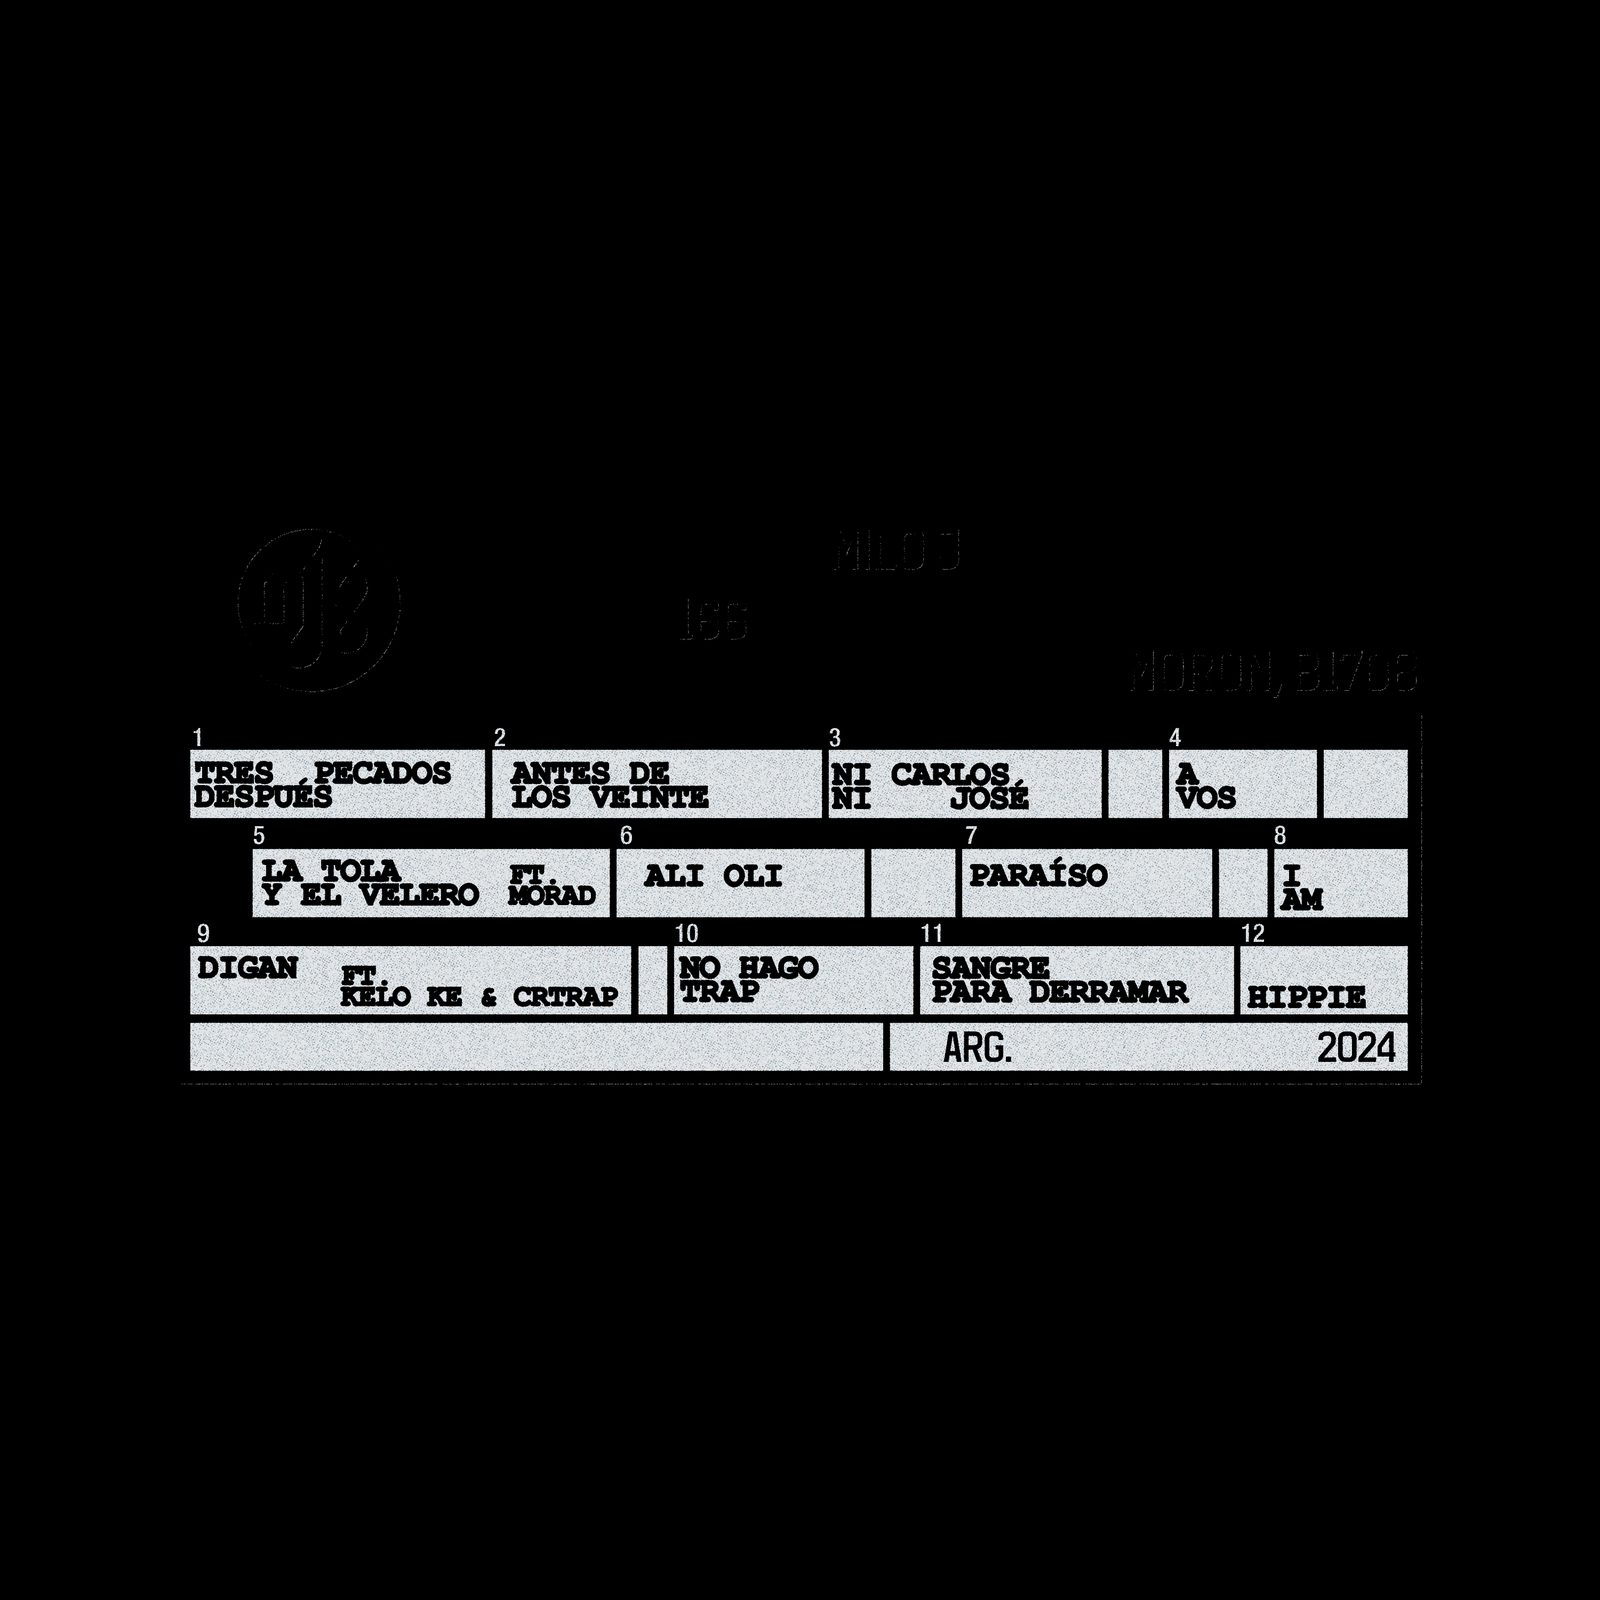 MJ2
MILO J
166
MORON, B1708
1
TRES PECADOS
DESPUÉS
2
ANTES DE
LOS VEINTE
3
NI CARLOS
NI JOSÉ
4
A
VOS
5
LA TOLA
Y EL VELERO
FT.
MORAD
6
ALI OLI
7
PARAÍSO
8
I
AM
9
DIGAN
FT.
KELO KE & CRTRAP
10
NO HAGO
TRAP
11
SANGRE
PARA DERRAMAR
12
HIPPIE
ARG.
2024